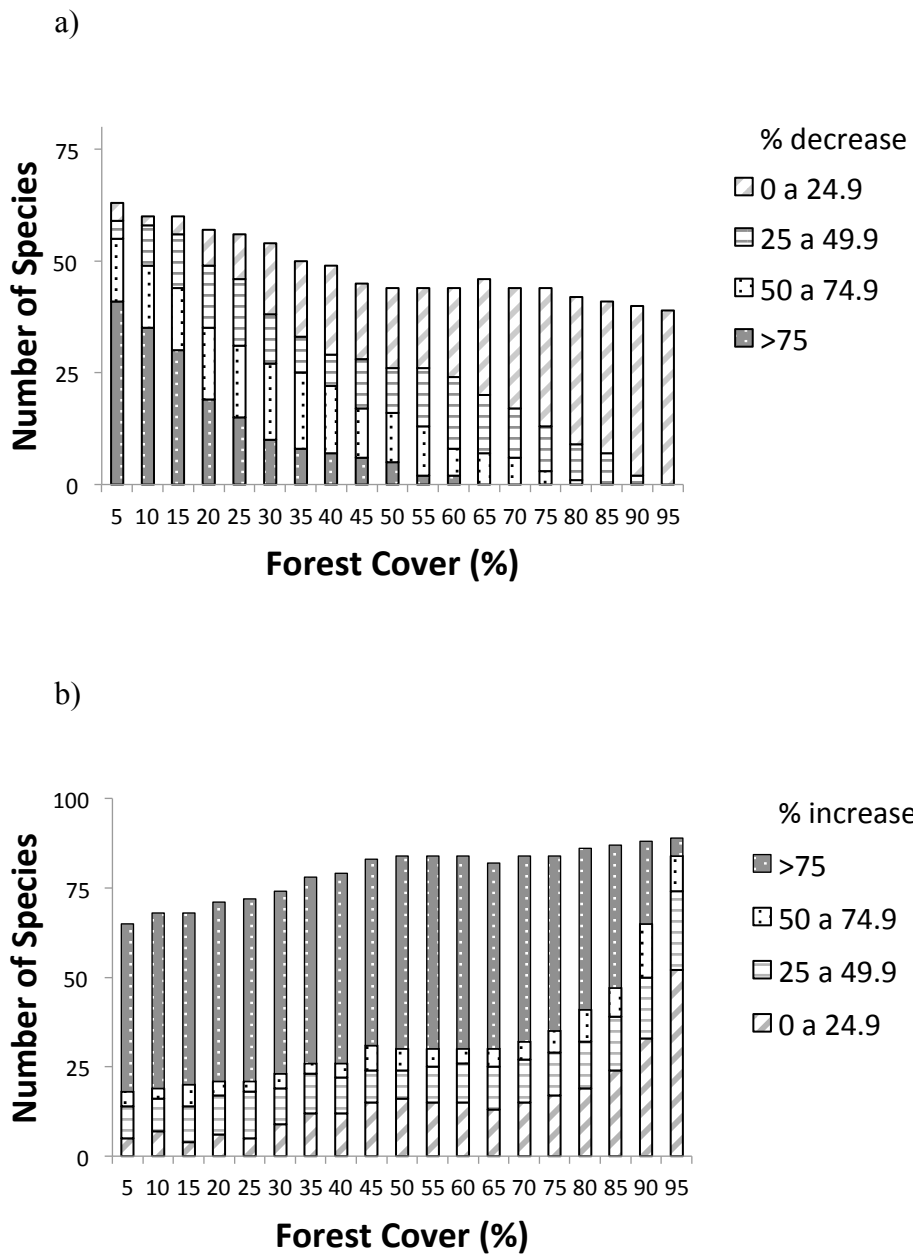 a)
Number of Species
75
50
25
0
5 10 15 20 25 30 35 40 45 50 55 60 65 70 75 80 85 90 95
Forest Cover (%)
% decrease
0 a 24.9
25 a 49.9
50 a 74.9
>75
b)
Number of Species
100
75
50
25
0
5 10 15 20 25 30 35 40 45 50 55 60 65 70 75 80 85 90 95
Forest Cover (%)
% increase
>75
50 a 74.9
25 a 49.9
0 a 24.9